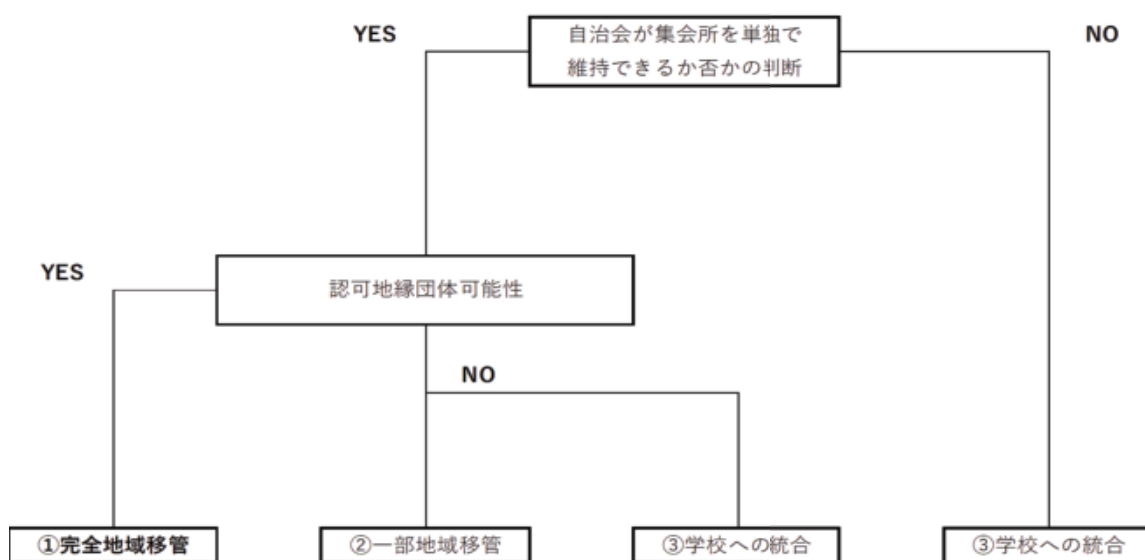 YES
自治会が集会所を単独で
維持できるか否かの判断
NO
YES
認可地縁団体可能性
NO
①完全地域移管
②一部地域移管
③学校への統合
③学校への統合